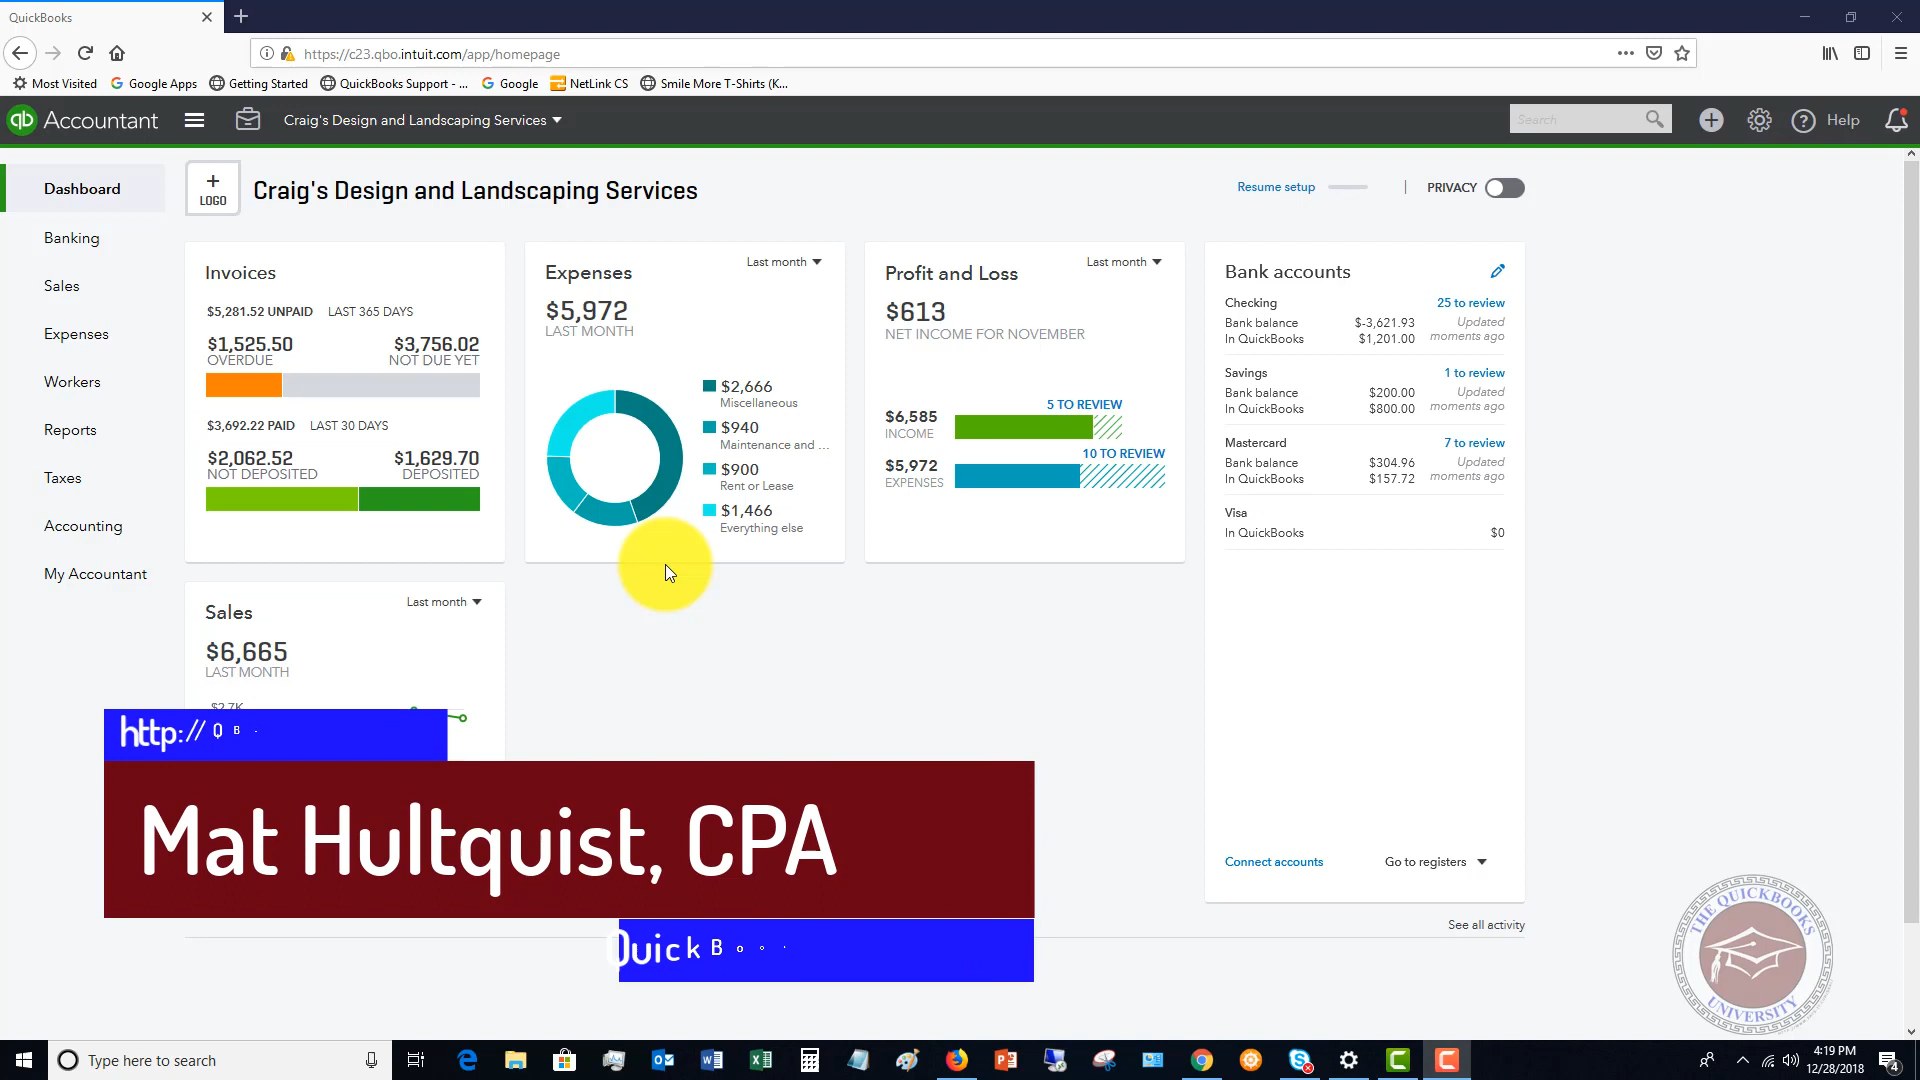 QuickBooks
https://c23.qbo.intuit.com/app/homepage
Most Visited Google Apps Getting Started QuickBooks Support - ... Google NetLink CS Smile More T-Shirts (K...
qb Accountant Craig's Design and Landscaping Services Search Help
Dashboard
Banking
Sales
Expenses
Workers
Reports
Taxes
Accounting
My Accountant
+ LOGO
Craig's Design and Landscaping Services
Resume setup | PRIVACY
Invoices
$5,281.52 UNPAID LAST 365 DAYS
$1,525.50 $3,756.02
OVERDUE NOT DUE YET
$3,692.22 PAID LAST 30 DAYS
$2,062.52 $1,629.70
NOT DEPOSITED DEPOSITED
Expenses Last month
$5,972
LAST MONTH
$2,666
Miscellaneous
$940
Maintenance and ...
$900
Rent or Lease
$1,466
Everything else
Profit and Loss Last month
$613
NET INCOME FOR NOVEMBER
5 TO REVIEW
$6,585
INCOME
10 TO REVIEW
$5,972
EXPENSES
Bank accounts
Checking 25 to review
Bank balance $-3,621.93 Updated
In QuickBooks $1,201.00 moments ago
Savings 1 to review
Bank balance $200.00 Updated
In QuickBooks $800.00 moments ago
Mastercard 7 to review
Bank balance $304.96 Updated
In QuickBooks $157.72 moments ago
Visa
In QuickBooks $0
Connect accounts Go to registers
See all activity
Sales Last month
$6,665
LAST MONTH
$2.7K
http://QB
Mat Hultquist, CPA
QuickBoo
THE QUICKBOOKS
UNIVERSITY
Type here to search
4:19 PM
12/28/2018
4